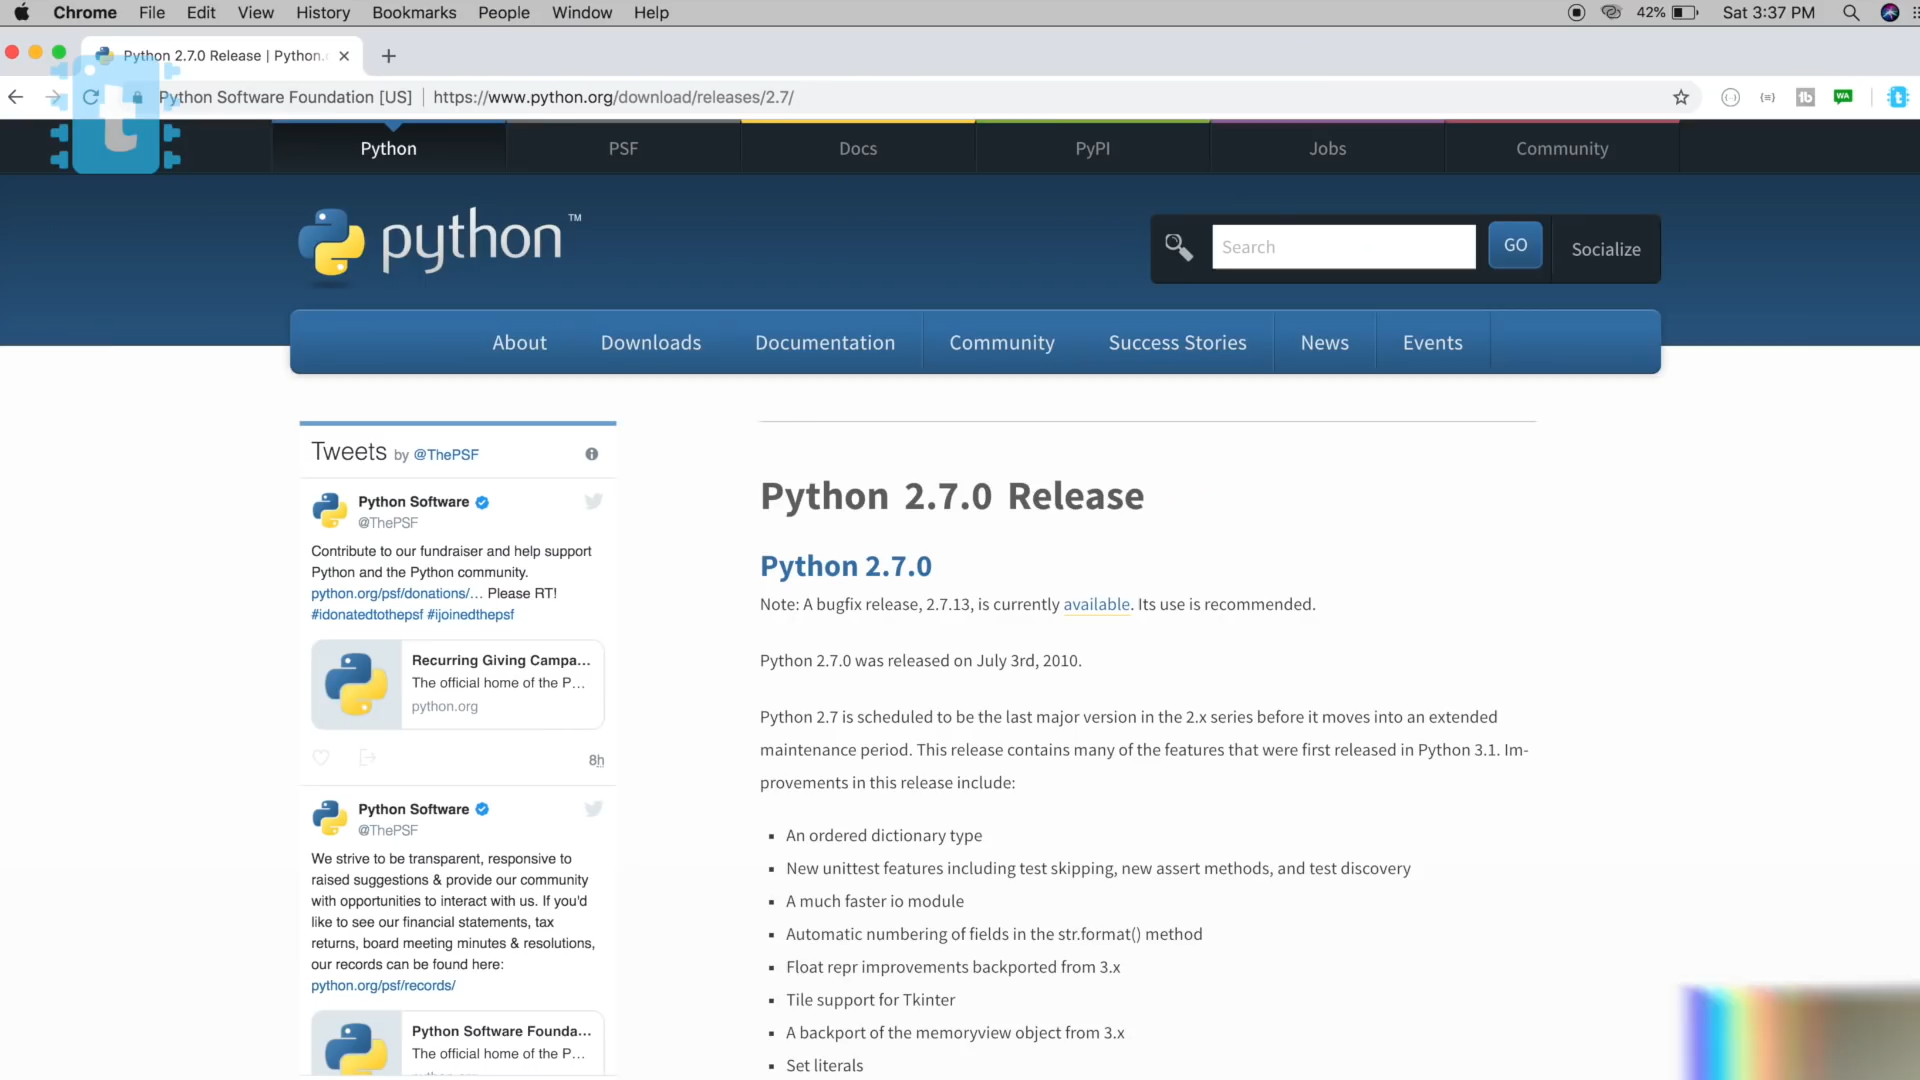 Chrome File Edit View History Bookmarks People Window Help 42% Sat 3:37 PM
Python 2.7.0 Release | Python.
Python Software Foundation [US] https://www.python.org/download/releases/2.7/
t
WA
Python PSF Docs PyPI Jobs Community
python™
Search GO Socialize
About Downloads Documentation Community Success Stories News Events
Tweets by @ThePSF
Python Software
@ThePSF
Contribute to our fundraiser and help support
Python and the Python community.
python.org/psf/donations/… Please RT!
#idonatedtothepsf #ijoinedthepsf
Recurring Giving Campa…
The official home of the P…
python.org
8h
Python Software
@ThePSF
We strive to be transparent, responsive to
raised suggestions & provide our community
with opportunities to interact with us. If you'd
like to see our financial statements, tax
returns, board meeting minutes & resolutions,
our records can be found here:
python.org/psf/records/
Python Software Founda…
The official home of the P…
Python 2.7.0 Release
Python 2.7.0
Note: A bugfix release, 2.7.13, is currently available. Its use is recommended.
Python 2.7.0 was released on July 3rd, 2010.
Python 2.7 is scheduled to be the last major version in the 2.x series before it moves into an extended
maintenance period. This release contains many of the features that were first released in Python 3.1. Im-
provements in this release include:
An ordered dictionary type
New unittest features including test skipping, new assert methods, and test discovery
A much faster io module
Automatic numbering of fields in the str.format() method
Float repr improvements backported from 3.x
Tile support for Tkinter
A backport of the memoryview object from 3.x
Set literals